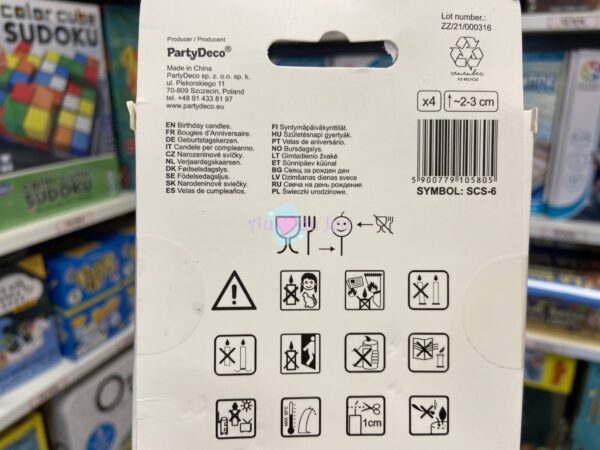 color cube
SUDOKU
Producer / Producent
PartyDeco®
Made in China
PartyDeco sp. z o.o. sp. k.
ul. Piskorskiego 11
70-809 Szczecin, Poland
tel. +48 91 433 81 97
www.partydeco.eu
Lot number.:
ZZ/21/000316
remember
TO RECYCLE
x4
~2-3 cm
EN Birthday candles.
FR Bougies d'Anniversaire.
DE Geburtstagskerzen.
IT Candele per compleanno.
CZ Narozeninové svíčky.
NL Verjaardagskaarsen.
DK Fødselsdagslys.
SE Födelsedagsljus.
SK Narodeninové sviečky
ES Velas de cumpleaños.
FI Syntymäpäiväkynttilät.
HU Születésnapi gyertyák.
PT Velas de aniversário.
NO Bursdagslys.
LT Gimtadienio žvakė
EE Sünnipäev küünal
BG Свещ за рожден ден
LV Dzimšanas dienas svece
RU Свеча на день рождения
PL Świeczki urodzinowe.
5 900779 105805
SYMBOL: SCS-6
1cm
SUDOKU